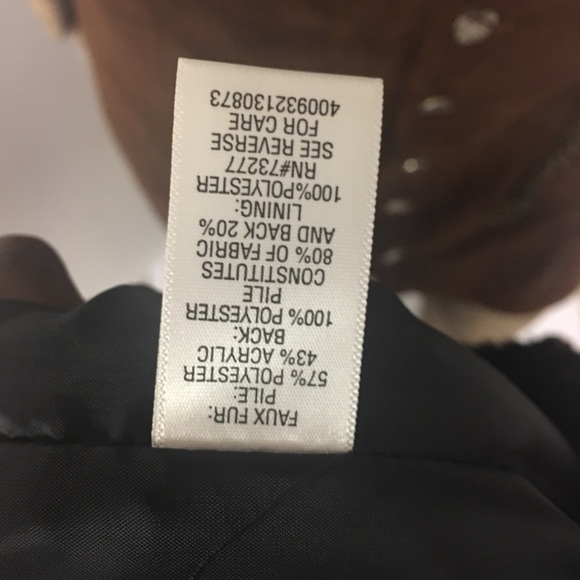 FAUX FUR:
PILE:
57% POLYESTER
43% ACRYLIC
BACK:
100% POLYESTER
PILE
CONSTITUTES
80% OF FABRIC
AND BACK 20%
LINING:
100%POLYESTER
RN#73277
SEE REVERSE
FOR CARE
400932130873